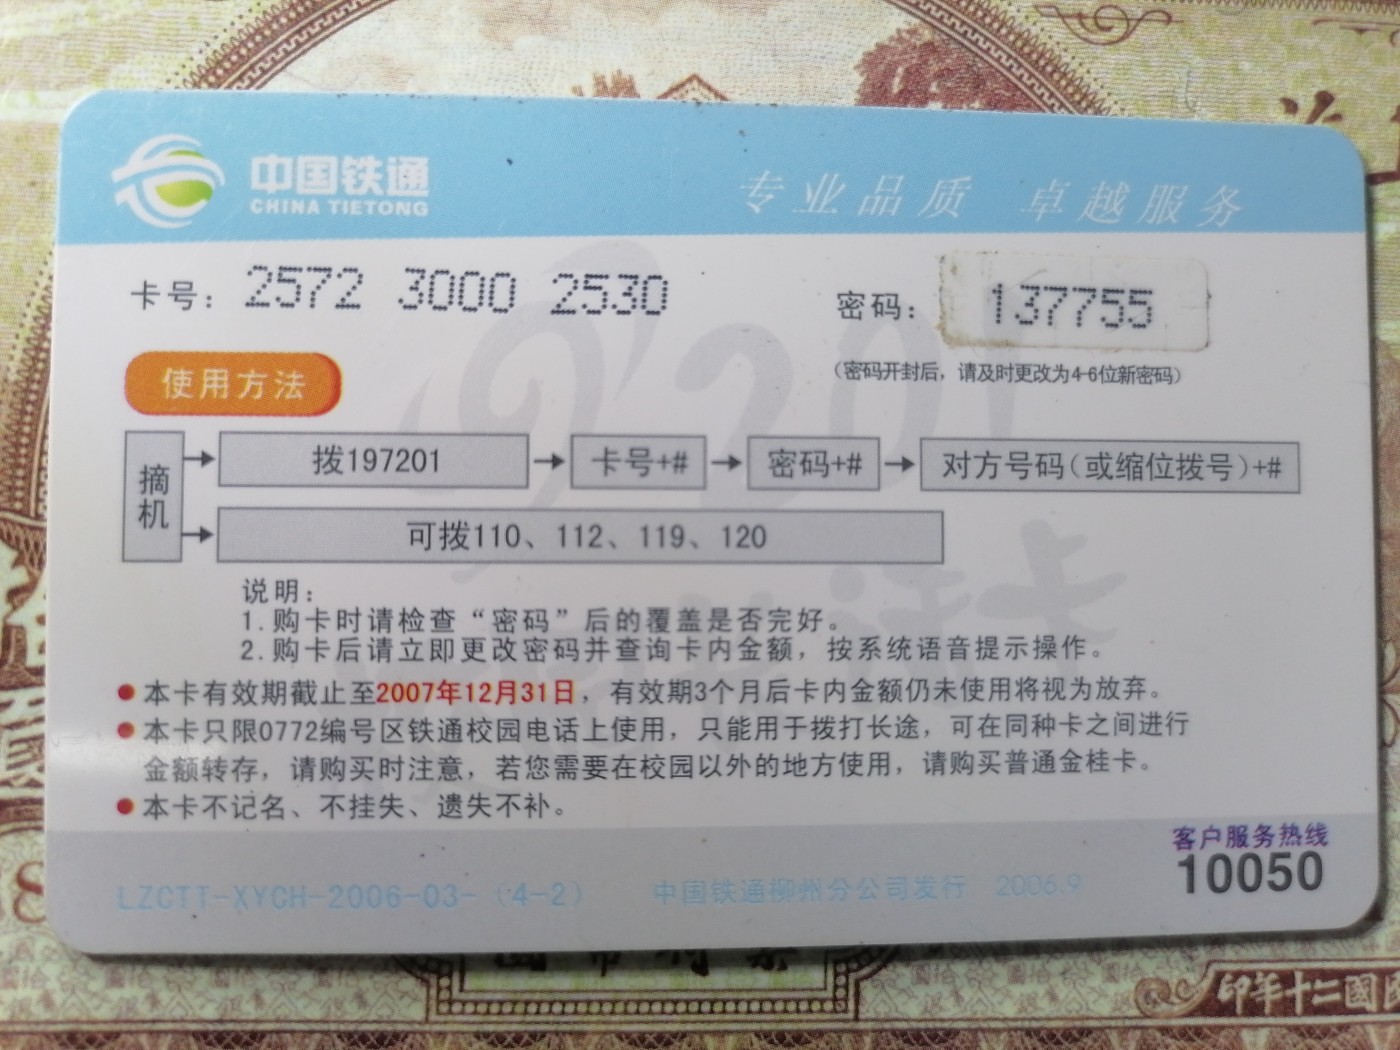 中国铁通
CHINA TIETONG
专业品质 卓越服务
卡号：2572 3000 2530
密码：137755
（密码开封后，请及时更改为4-6位新密码）
使用方法
摘机
拨197201
卡号+#
密码+#
对方号码（或缩位拨号）+#
可拨110、112、119、120
说明：
1.购卡时请检查“密码”后的覆盖是否完好。
2.购卡后请立即更改密码并查询卡内金额，按系统语音提示操作。
本卡有效期截止至2007年12月31日，有效期3个月后卡内金额仍未使用将视为放弃。
本卡只限0772编号区铁通校园电话上使用，只能用于拨打长途，可在同种卡之间进行
金额转存，请购买时注意，若您需要在校园以外的地方使用，请购买普通金桂卡。
本卡不记名、不挂失、遗失不补。
客户服务热线
10050
LZCTT-XYCH-2006-03-（4-2） 中国铁通柳州分公司发行 2006.9
印年二十國